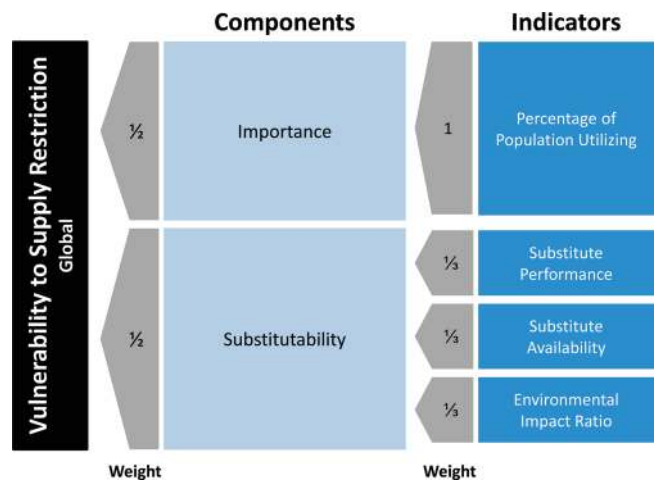 Components
Indicators
Vulnerability to Supply Restriction
Global
½
Importance
1
Percentage of
Population Utilizing
½
Substitutability
⅓
Substitute
Performance
⅓
Substitute
Availability
⅓
Environmental
Impact Ratio
Weight
Weight